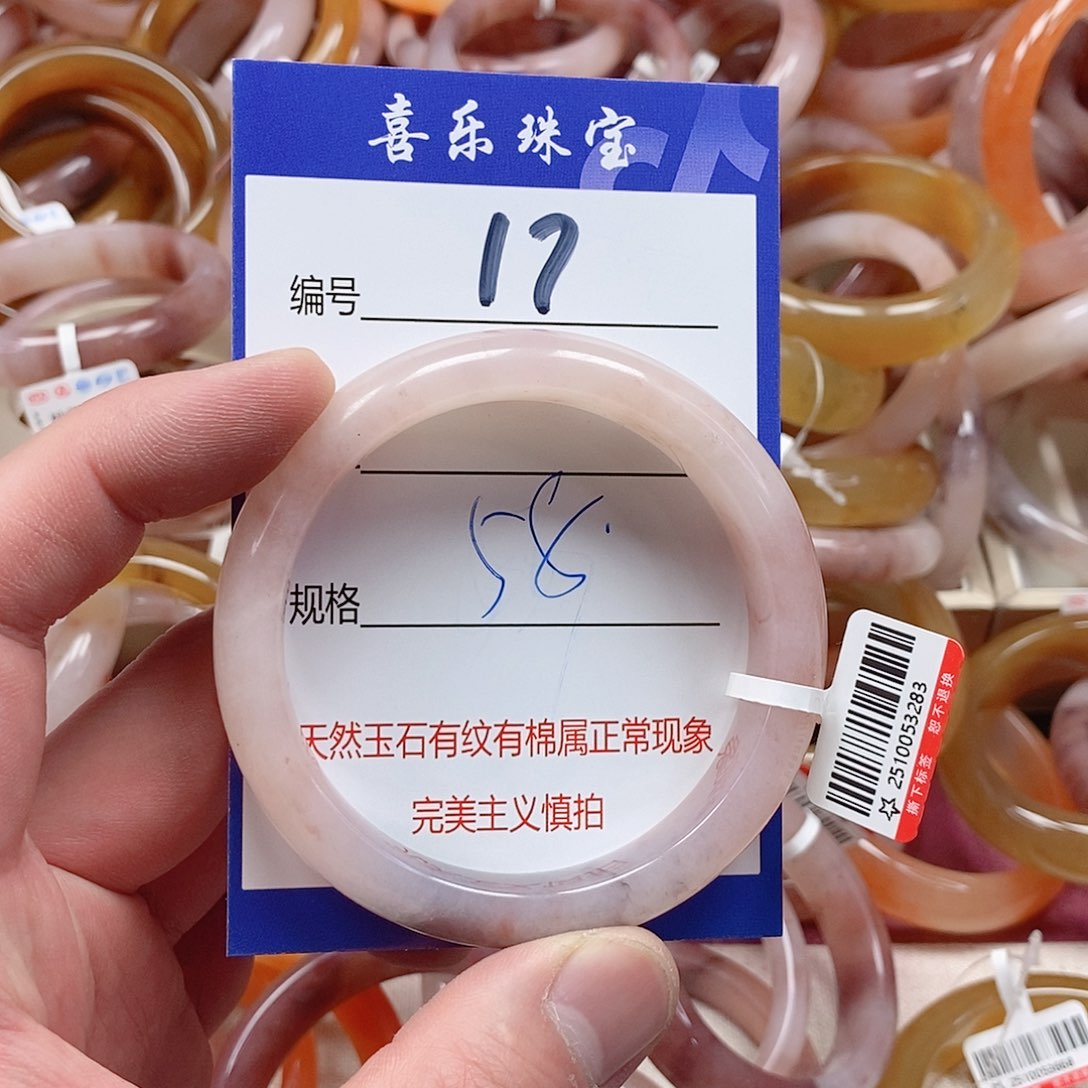 喜乐珠宝
编号 17
规格 58.
天然玉石有纹有棉属正常现象
完美主义慎拍
2510053283
撕下标签 恕不退换